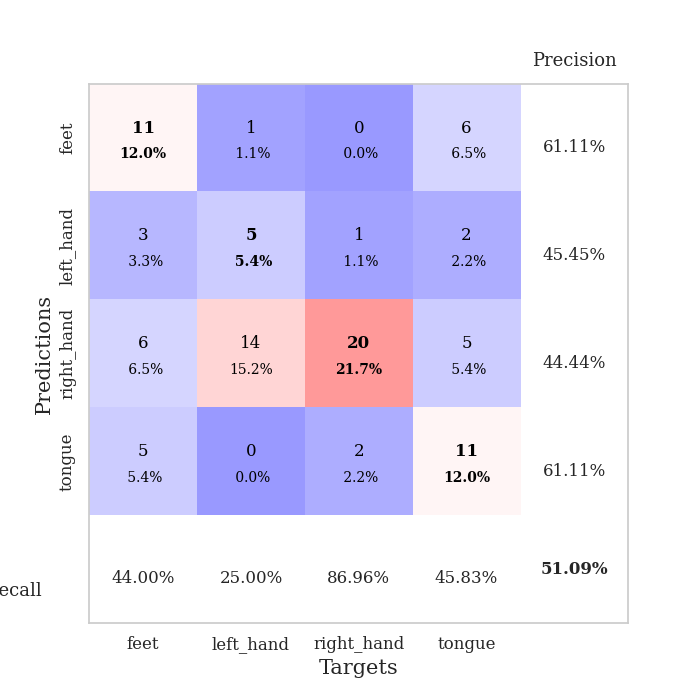 Precision
feet
11 1 0 6
12.0% 1.1% 0.0% 6.5%
61.11%
left_hand
3 5 1 2
3.3% 5.4% 1.1% 2.2%
45.45%
Predictions
right_hand
6 14 20 5
6.5% 15.2% 21.7% 5.4%
44.44%
tongue
5 0 2 11
5.4% 0.0% 2.2% 12.0%
61.11%
ecall
44.00% 25.00% 86.96% 45.83%
51.09%
feet left_hand right_hand tongue
Targets